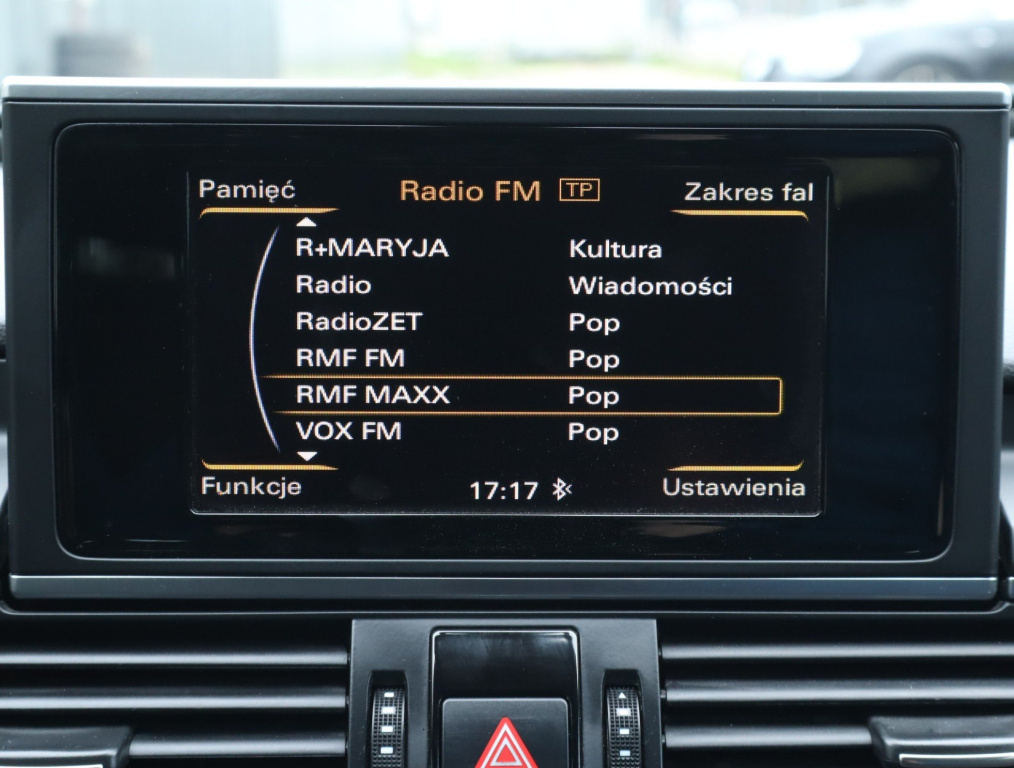 Pamięć Radio FM TP Zakres fal
R+MARYJA Kultura
Radio Wiadomości
RadioZET Pop
RMF FM Pop
RMF MAXX Pop
VOX FM Pop
Funkcje 17:17 Ustawienia